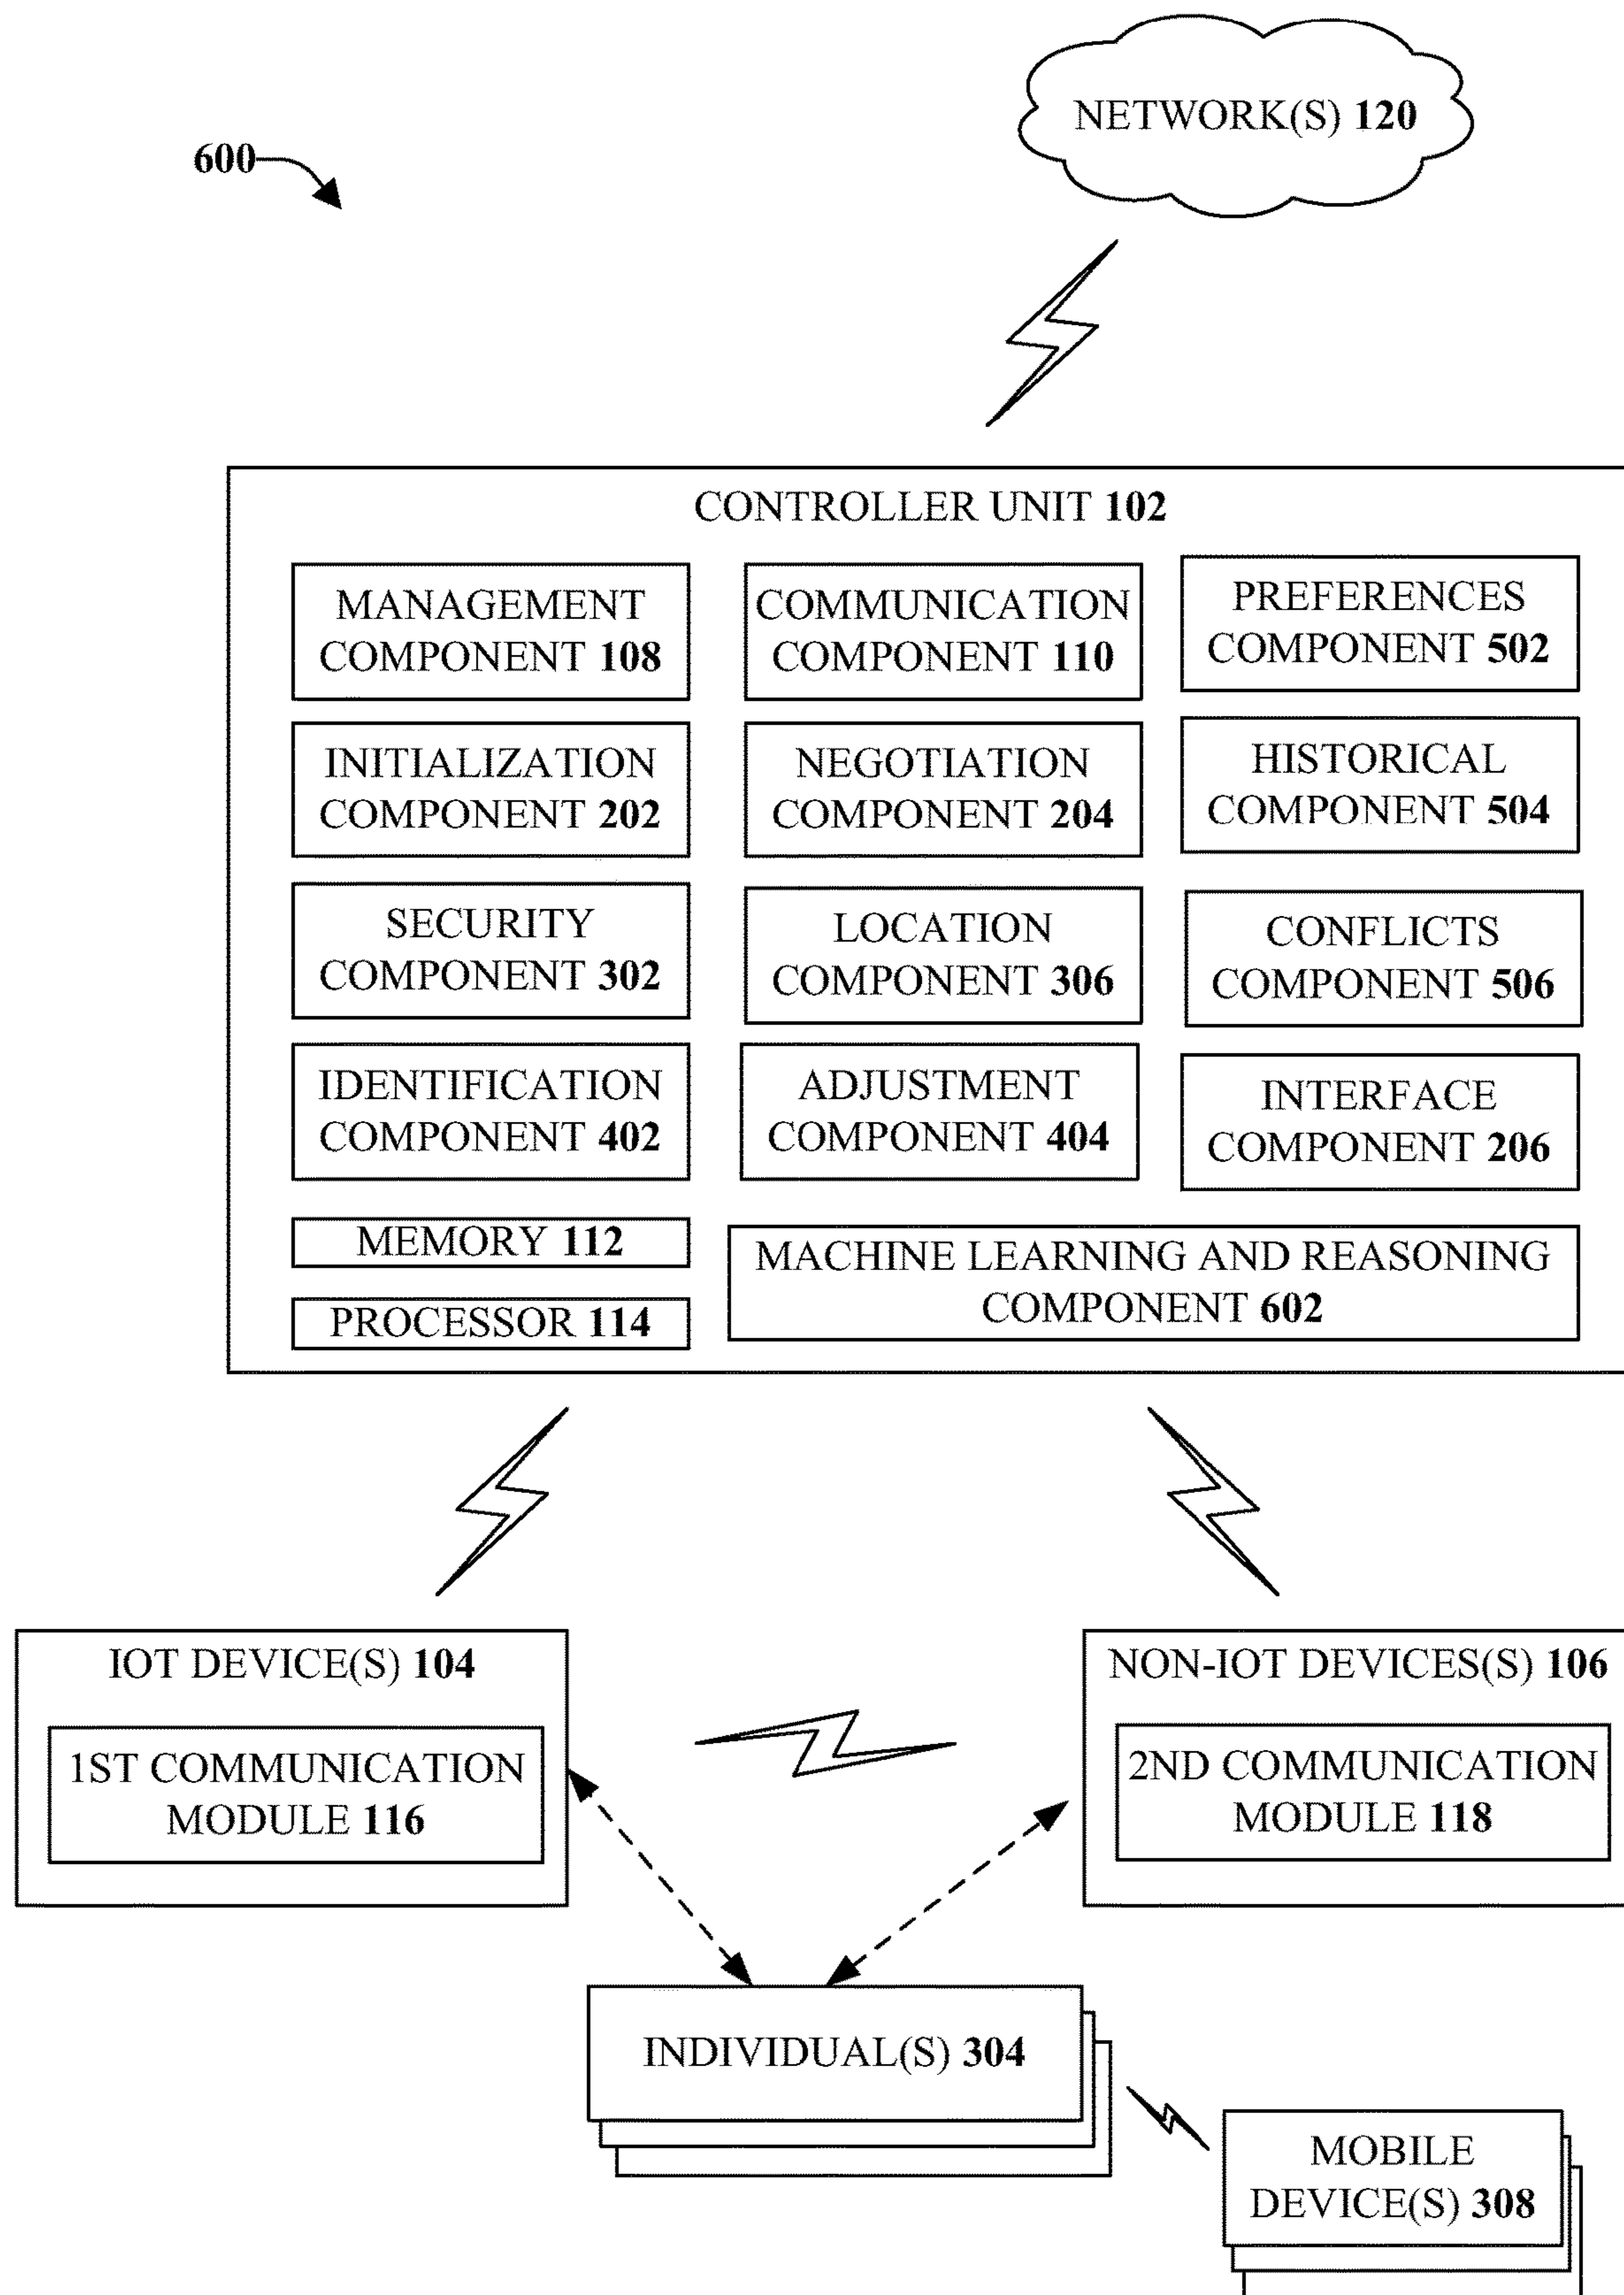 NETWORK(S) 120
600
CONTROLLER UNIT 102
MANAGEMENT
COMPONENT 108
COMMUNICATION
COMPONENT 110
PREFERENCES
COMPONENT 502
INITIALIZATION
COMPONENT 202
NEGOTIATION
COMPONENT 204
HISTORICAL
COMPONENT 504
SECURITY
COMPONENT 302
LOCATION
COMPONENT 306
CONFLICTS
COMPONENT 506
IDENTIFICATION
COMPONENT 402
ADJUSTMENT
COMPONENT 404
INTERFACE
COMPONENT 206
MEMORY 112
PROCESSOR 114
MACHINE LEARNING AND REASONING
COMPONENT 602
IOT DEVICE(S) 104
1ST COMMUNICATION
MODULE 116
NON-IOT DEVICES(S) 106
2ND COMMUNICATION
MODULE 118
INDIVIDUAL(S) 304
MOBILE
DEVICE(S) 308